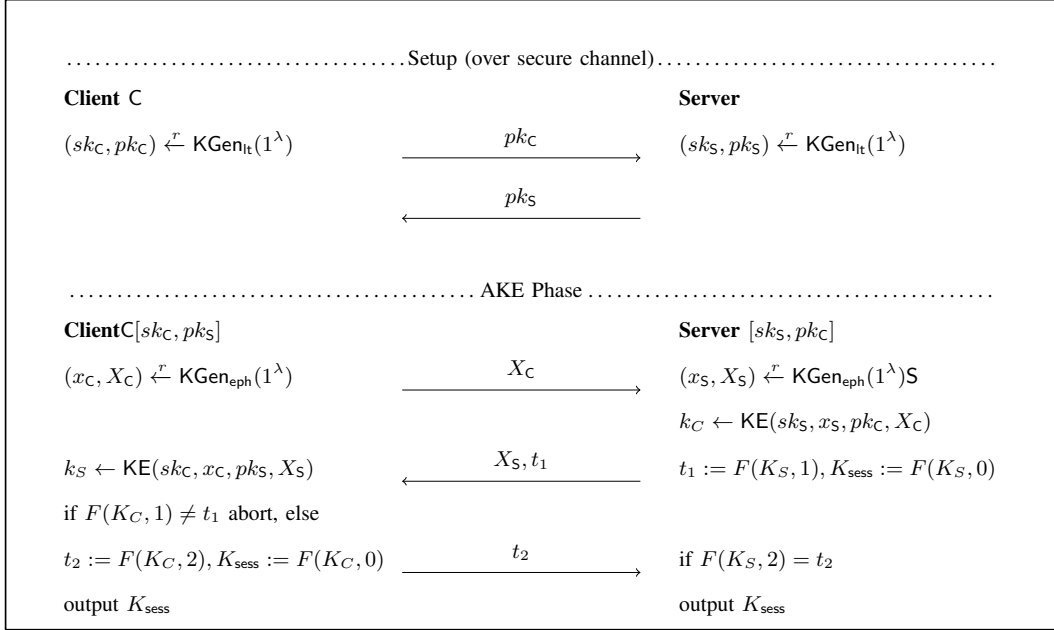 Setup (over secure channel)
Client C Server
(sk_C, pk_C) ←^r KGen_lt(1^λ) pk_C (sk_S, pk_S) ←^r KGen_lt(1^λ)
pk_S
AKE Phase
ClientC[sk_C, pk_S] Server [sk_S, pk_C]
(x_C, X_C) ←^r KGen_eph(1^λ) X_C (x_S, X_S) ←^r KGen_eph(1^λ)S
k_C ← KE(sk_S, x_S, pk_C, X_C)
k_S ← KE(sk_C, x_C, pk_S, X_S) X_S, t_1 t_1 := F(K_S, 1), K_sess := F(K_S, 0)
if F(K_C, 1) ≠ t_1 abort, else
t_2 := F(K_C, 2), K_sess := F(K_C, 0) t_2 if F(K_S, 2) = t_2
output K_sess output K_sess